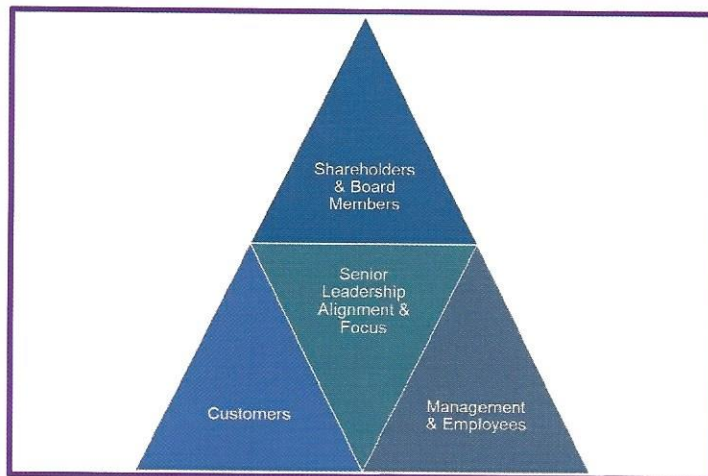 Shareholders
& Board
Members
Senior
Leadership
Alignment &
Focus
Customers
Management
& Employees